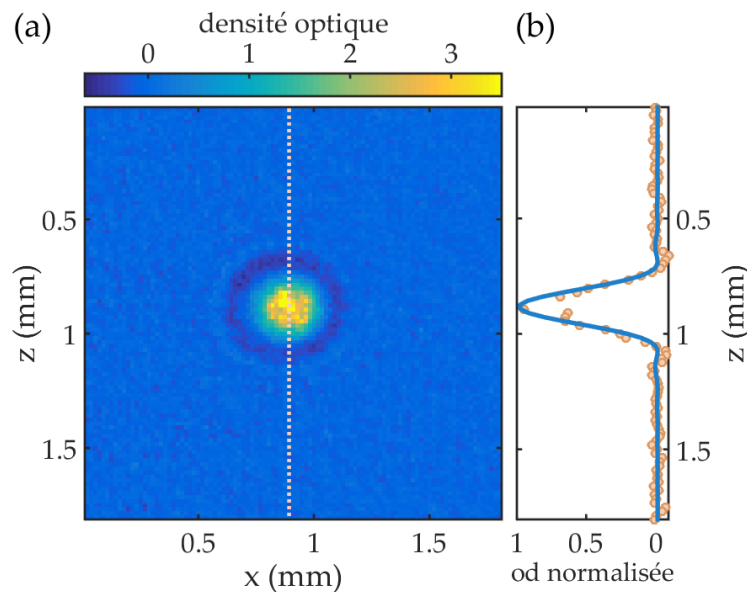 (a)
densité optique
(b)
0 1 2 3
0.5
1
1.5
z (mm)
0.5 1 1.5
x (mm)
0.5
1
1.5
z (mm)
1 0.5 0
od normalisée